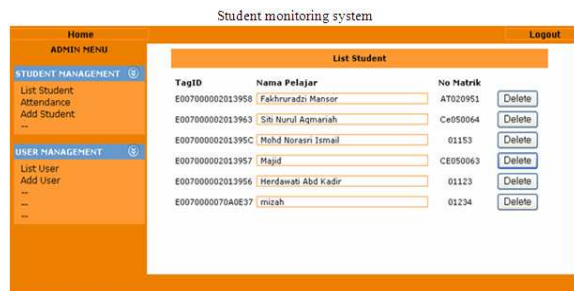 Student monitoring system
Home Logout
ADMIN MENU
List Student
STUDENT MANAGEMENT
List Student
Attendance
Add Student
--
USER MANAGEMENT
List User
Add User
--
--
--
TagID Nama Pelajar No Matrik
E007000002013958 Fakhruradzi Mansor AT020951 Delete
E007000002013963 Siti Nurul Aqmariah Ce050064 Delete
E00700000201395C Mohd Norasri Ismail 01153 Delete
E007000002013957 Majid CE050063 Delete
E007000002013956 Herdawati Abd Kadir 01123 Delete
E0070000070A0E37 mizah 01234 Delete